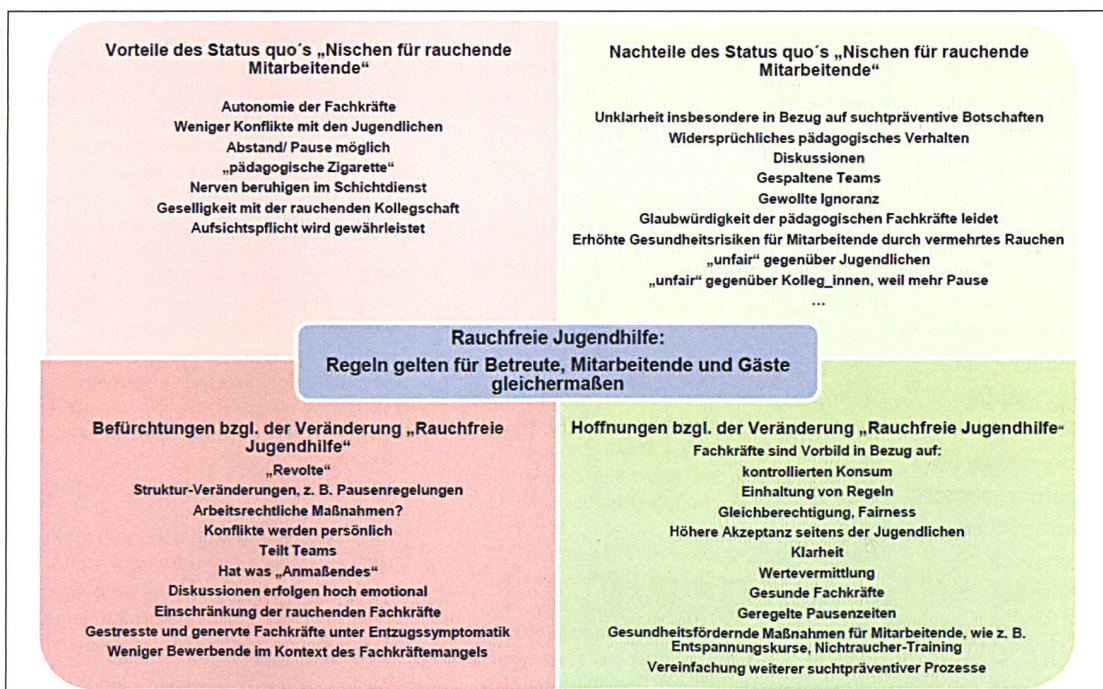 Vorteile des Status quo´s „Nischen für rauchende
Mitarbeitende“
Autonomie der Fachkräfte
Weniger Konflikte mit den Jugendlichen
Abstand/ Pause möglich
„pädagogische Zigarette“
Nerven beruhigen im Schichtdienst
Geselligkeit mit der rauchenden Kollegschaft
Aufsichtspflicht wird gewährleistet
Nachteile des Status quo´s „Nischen für rauchende
Mitarbeitende“
Unklarheit insbesondere in Bezug auf suchtpräventive Botschaften
Widersprüchliches pädagogisches Verhalten
Diskussionen
Gespaltene Teams
Gewollte Ignoranz
Glaubwürdigkeit der pädagogischen Fachkräfte leidet
Erhöhte Gesundheitsrisiken für Mitarbeitende durch vermehrtes Rauchen
„unfair“ gegenüber Jugendlichen
„unfair“ gegenüber Kolleg_innen, weil mehr Pause
...
Rauchfreie Jugendhilfe:
Regeln gelten für Betreute, Mitarbeitende und Gäste
gleichermaßen
Befürchtungen bzgl. der Veränderung „Rauchfreie
Jugendhilfe“
„Revolte“
Struktur-Veränderungen, z. B. Pausenregelungen
Arbeitsrechtliche Maßnahmen?
Konflikte werden persönlich
Teilt Teams
Hat was „Anmaßendes“
Diskussionen erfolgen hoch emotional
Einschränkung der rauchenden Fachkräfte
Gestresste und genervte Fachkräfte unter Entzugssymptomatik
Weniger Bewerbende im Kontext des Fachkräftemangels
Hoffnungen bzgl. der Veränderung „Rauchfreie Jugendhilfe“
Fachkräfte sind Vorbild in Bezug auf:
kontrollierten Konsum
Einhaltung von Regeln
Gleichberechtigung, Fairness
Höhere Akzeptanz seitens der Jugendlichen
Klarheit
Wertevermittlung
Gesunde Fachkräfte
Geregelte Pausenzeiten
Gesundheitsfördernde Maßnahmen für Mitarbeitende, wie z. B.
Entspannungskurse, Nichtraucher-Training
Vereinfachung weiterer suchtpräventiver Prozesse